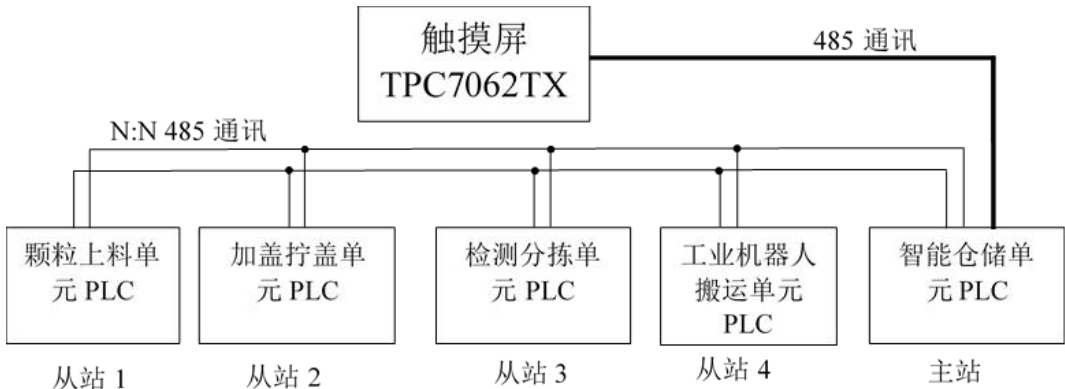 触摸屏
TPC7062TX
485 通讯
N:N 485 通讯
颗粒上料单
元 PLC
加盖拧盖单
元 PLC
检测分拣单
元 PLC
工业机器人
搬运单元
PLC
智能仓储单
元 PLC
从站 1
从站 2
从站 3
从站 4
主站